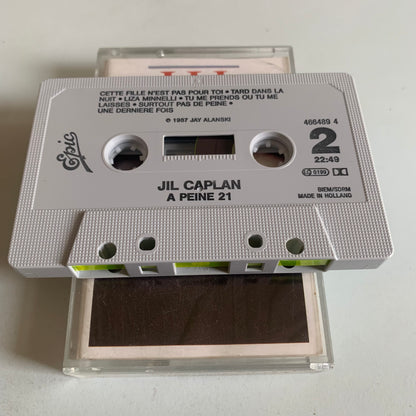 CETTE FILLE N'EST PAS POUR TOI • TARD DANS LA
NUIT • LIZA MINNELLI • TU ME PRENDS OU TU ME
LAISSES • SURTOUT PAS DE PEINE •
UNE DERNIERE FOIS
℗ 1987 JAY ALANSKI
466489 4
Epic
2
22:49
LC 0199
BIEM/SDRM
MADE IN HOLLAND
JIL CAPLAN
A PEINE 21